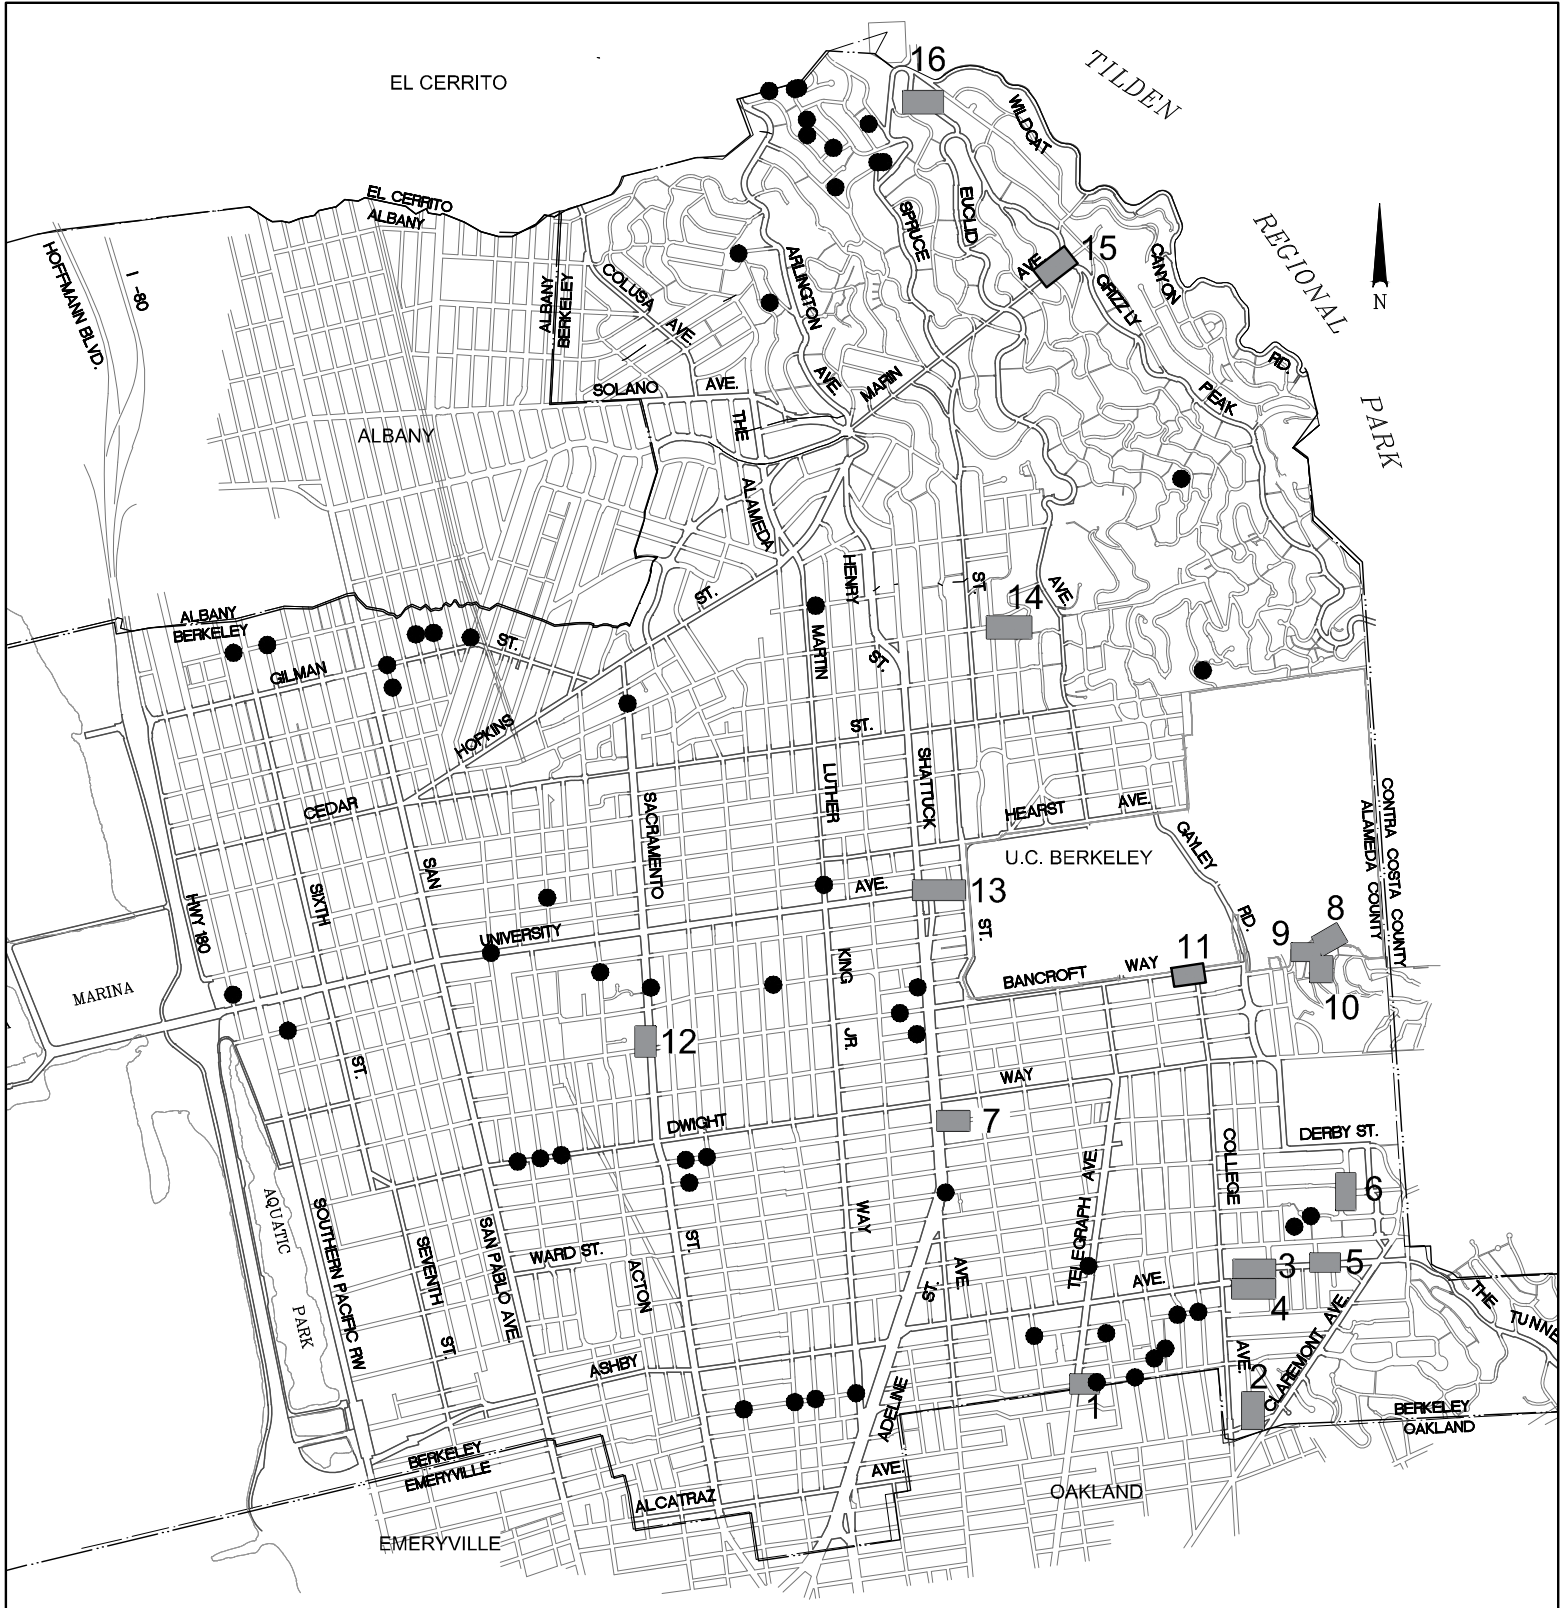 16
TILDEN
EL CERRITO
WILDCAT
EL CERRITO
ALBANY
SPRUCE
EUCLID
REGIONAL
HOFFMANN BLVD.
I -80
ALBANY
BERKELEY
COLUSA
AVE.
ARLINGTON
AVE.
15
CANYON
GRIZZLY
N
RD.
SOLANO
AVE.
AVE.
MARIN
PEAK
PARK
THE
ALBANY
ALAMEDA
HENRY
ST.
ST.
AVE.
14
ALBANY
BERKELEY
ST.
GILMAN
MARTIN
ST.
HOPKINS
ST.
SHATTUCK
CEDAR
LUTHER
SACRAMENTO
HEARST
AVE.
CONTRA COSTA COUNTY
ALAMEDA COUNTY
GAYLEY
U.C. BERKELEY
SAN
SIXTH
AVE.
13
HWY 180
UNIVERSITY
ST.
RD.
8
9
KING
BANCROFT
WAY
11
MARINA
10
12
JR.
ST.
WAY
DWIGHT
7
DERBY ST.
COLLEGE
AVE
6
AQUATIC
SOUTHERN PACIFIC RW
WAY
TELEGRAPH
SAN PABLO AVE
ST.
WARD ST.
SEVENTH
ACTON
AVE.
ST.
AVE.
3
5
4
THE
TUNNE
PARK
ST.
ASHBY
AVE.
CLAREMONT AVE.
2
ADELINE
1
BERKELEY
OAKLAND
BERKELEY
EMERYVILLE
AVE.
ALCATRAZ
OAKLAND
EMERYVILLE